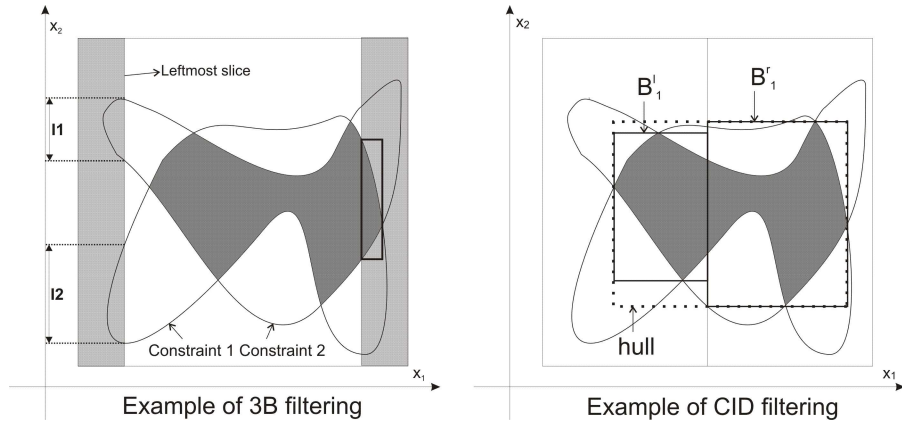 x₂
Leftmost slice
I1
I2
Constraint 1 Constraint 2
x₁
Example of 3B filtering
x₂
B₁ˡ
B₁ʳ
hull
x₁
Example of CID filtering